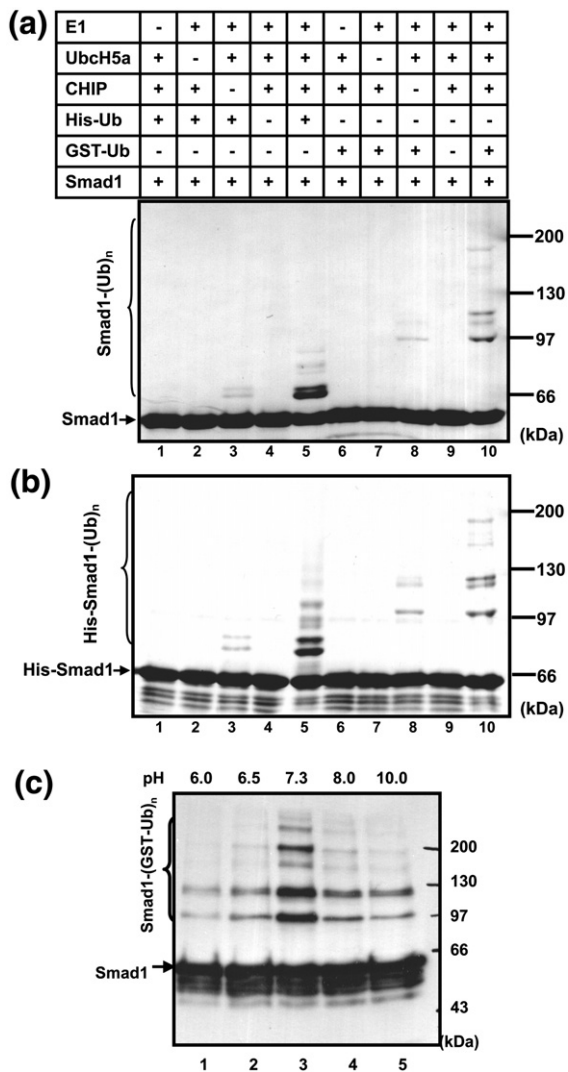 (a)
E1 - + + + + - + + + +
UbcH5a + - + + + + - + + +
CHIP + + - + + + + - + +
His-Ub + + + - + - - - - -
GST-Ub - - - - - + + + - +
Smad1 + + + + + + + + + +
Smad1-(Ub)n
200
130
97
66
Smad1
(kDa)
1 2 3 4 5 6 7 8 9 10
(b)
His-Smad1-(Ub)n
200
130
97
His-Smad1
66
(kDa)
1 2 3 4 5 6 7 8 9 10
(c)
pH 6.0 6.5 7.3 8.0 10.0
Smad1-(GST-Ub)n
200
130
97
66
Smad1
43
(kDa)
1 2 3 4 5